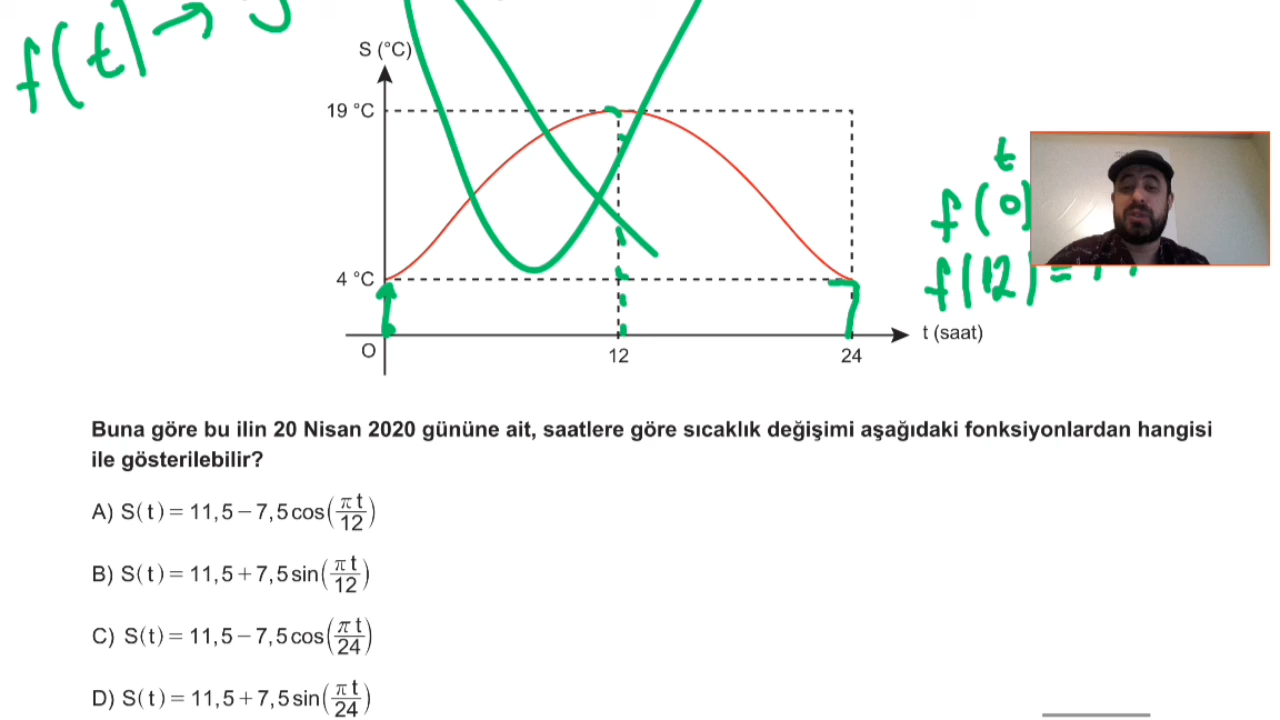 f(t) →
S (°C)
19 °C
t
f(0)
4 °C
f(12) =
t (saat)
O
12
24
Buna göre bu ilin 20 Nisan 2020 gününe ait, saatlere göre sıcaklık değişimi aşağıdaki fonksiyonlardan hangisi
ile gösterilebilir?
A) S(t) = 11,5 – 7,5 cos(πt/12)
B) S(t) = 11,5 + 7,5 sin(πt/12)
C) S(t) = 11,5 – 7,5 cos(πt/24)
D) S(t) = 11,5 + 7,5 sin(πt/24)